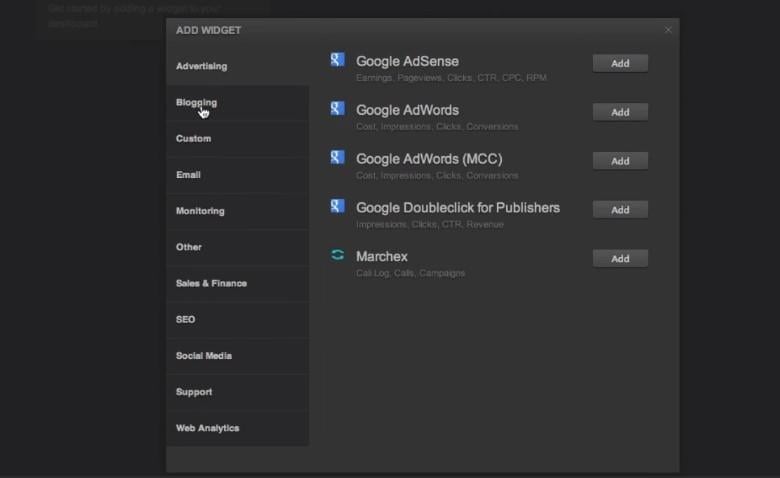 Get started by adding a widget to your
dashboard.
ADD WIDGET
Advertising
Blogging
Custom
Email
Monitoring
Other
Sales & Finance
SEO
Social Media
Support
Web Analytics
Google AdSense
Earnings, Pageviews, Clicks, CTR, CPC, RPM
Add
Google AdWords
Cost, Impressions, Clicks, Conversions
Add
Google AdWords (MCC)
Cost, Impressions, Clicks, Conversions
Add
Google Doubleclick for Publishers
Impressions, Clicks, CTR, Revenue
Add
Marchex
Call Log, Calls, Campaigns
Add